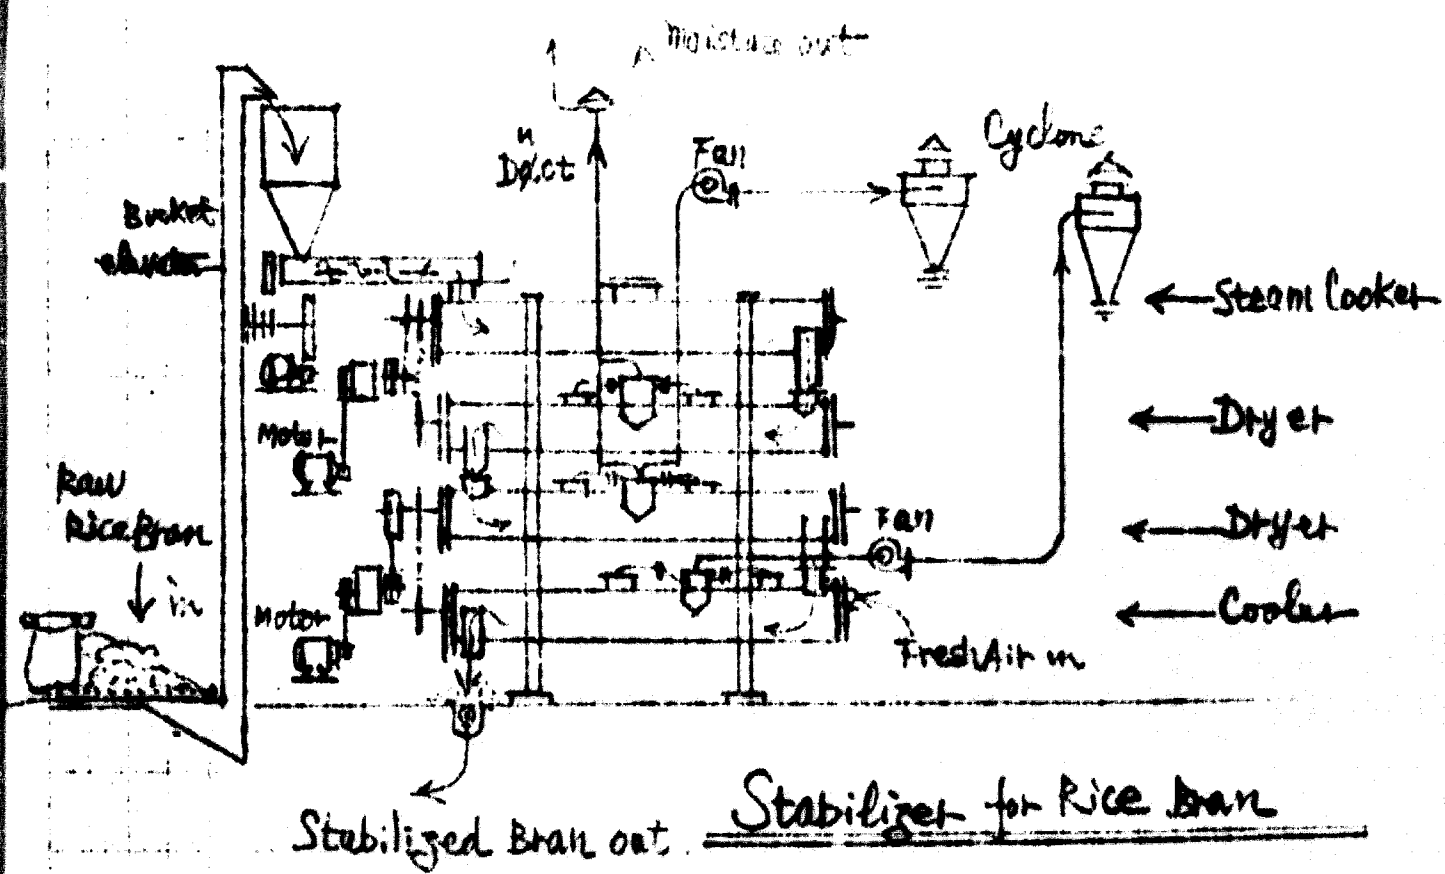 Moisture out
Duct
Fan
Cyclone
Bucket
elevator
Steam Cooker
Dryer
Motor
Raw
Rice Bran
in
Fan
Dryer
Motor
Cooler
Fresh Air in
Stabilized Bran out
Stabilizer for Rice Bran